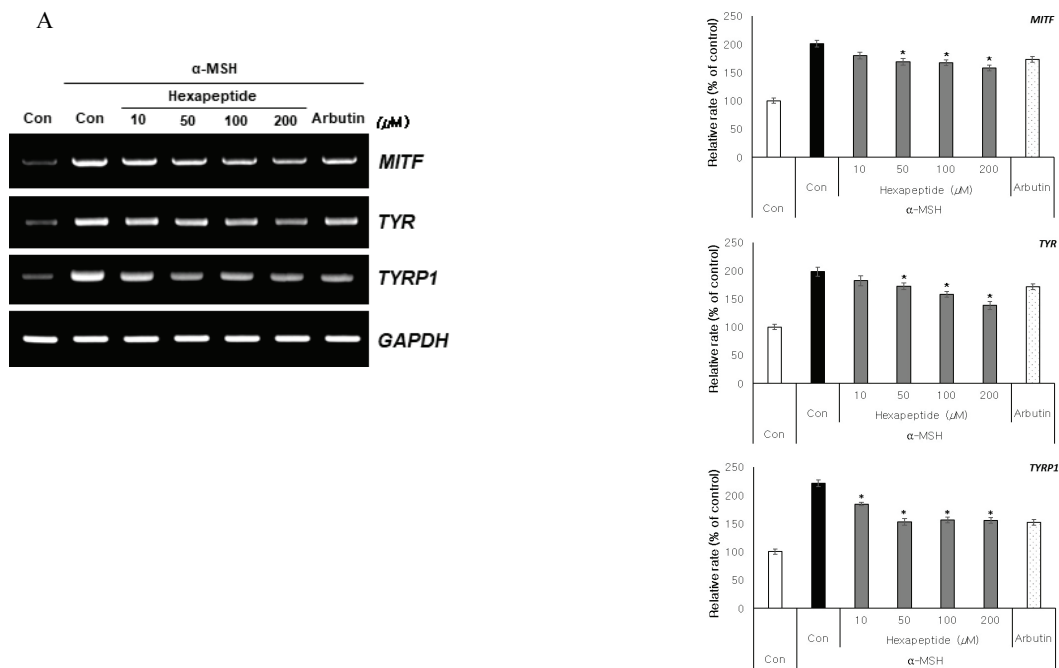 A
α-MSH
Hexapeptide
Con Con 10 50 100 200 Arbutin (μM)
MITF
TYR
TYRP1
GAPDH
MITF
Relative rate (% of control)
250
200
150
100
50
0
* * *
10 50 100 200
Con Hexapeptide (μM) Arbutin
Con α-MSH
TYR
Relative rate (% of control)
250
200
150
100
50
0
* * *
10 50 100 200
Con Hexapeptide (μM) Arbutin
Con α-MSH
TYRP1
Relative rate (% of control)
250
200
150
100
50
0
* * * *
10 50 100 200
Con Hexapeptide (μM) Arbutin
Con α-MSH